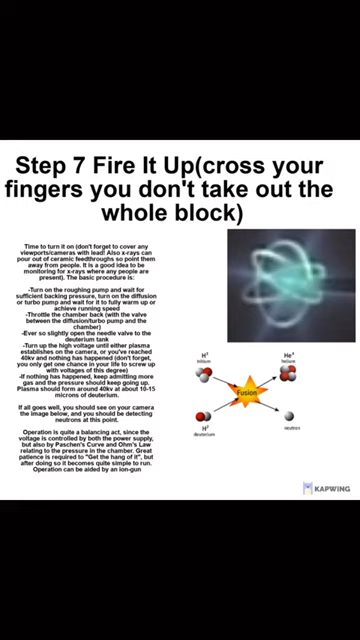 Step 7 Fire It Up(cross your
fingers you don't take out the
whole block)
Time to turn it on (don't forget to cover any
viewports/cameras with lead! Also x-rays can
pour out of ceramic feedthroughs so point them
away from people. It is a good idea to be
monitoring for x-rays where any people are
present). The basic procedure is:
-Turn on the roughing pump and wait for
sufficient backing pressure, turn on the diffusion
or turbo pump and wait for it to fully warm up or
achieve running speed
-Throttle the chamber back (with the valve
between the diffusion/turbo pump and the
chamber)
-Ever so slightly open the needle valve to the
deuterium tank
-Turn up the high voltage until either plasma
establishes on the camera, or you've reached
40kv and nothing has happened (don't forget,
you only get one chance in your life to screw up
with voltages of this degree)
-If nothing has happened, keep admitting more
gas and the pressure should keep going up.
Plasma should form around 40kv at about 10-15
microns of deuterium.
If all goes well, you should see on your camera
the image below, and you should be detecting
neutrons at this point.
Operation is quite a balancing act, since the
voltage is controlled by both the power supply,
but also by Paschen's Curve and Ohm's Law
relating to the pressure in the chamber. Great
patience is required to "Get the hang of it", but
after doing so it becomes quite simple to run.
Operation can be aided by an ion-gun
H³
tritium
He⁴
helium
Fusion
H²
deuterium
neutron
KAPWING